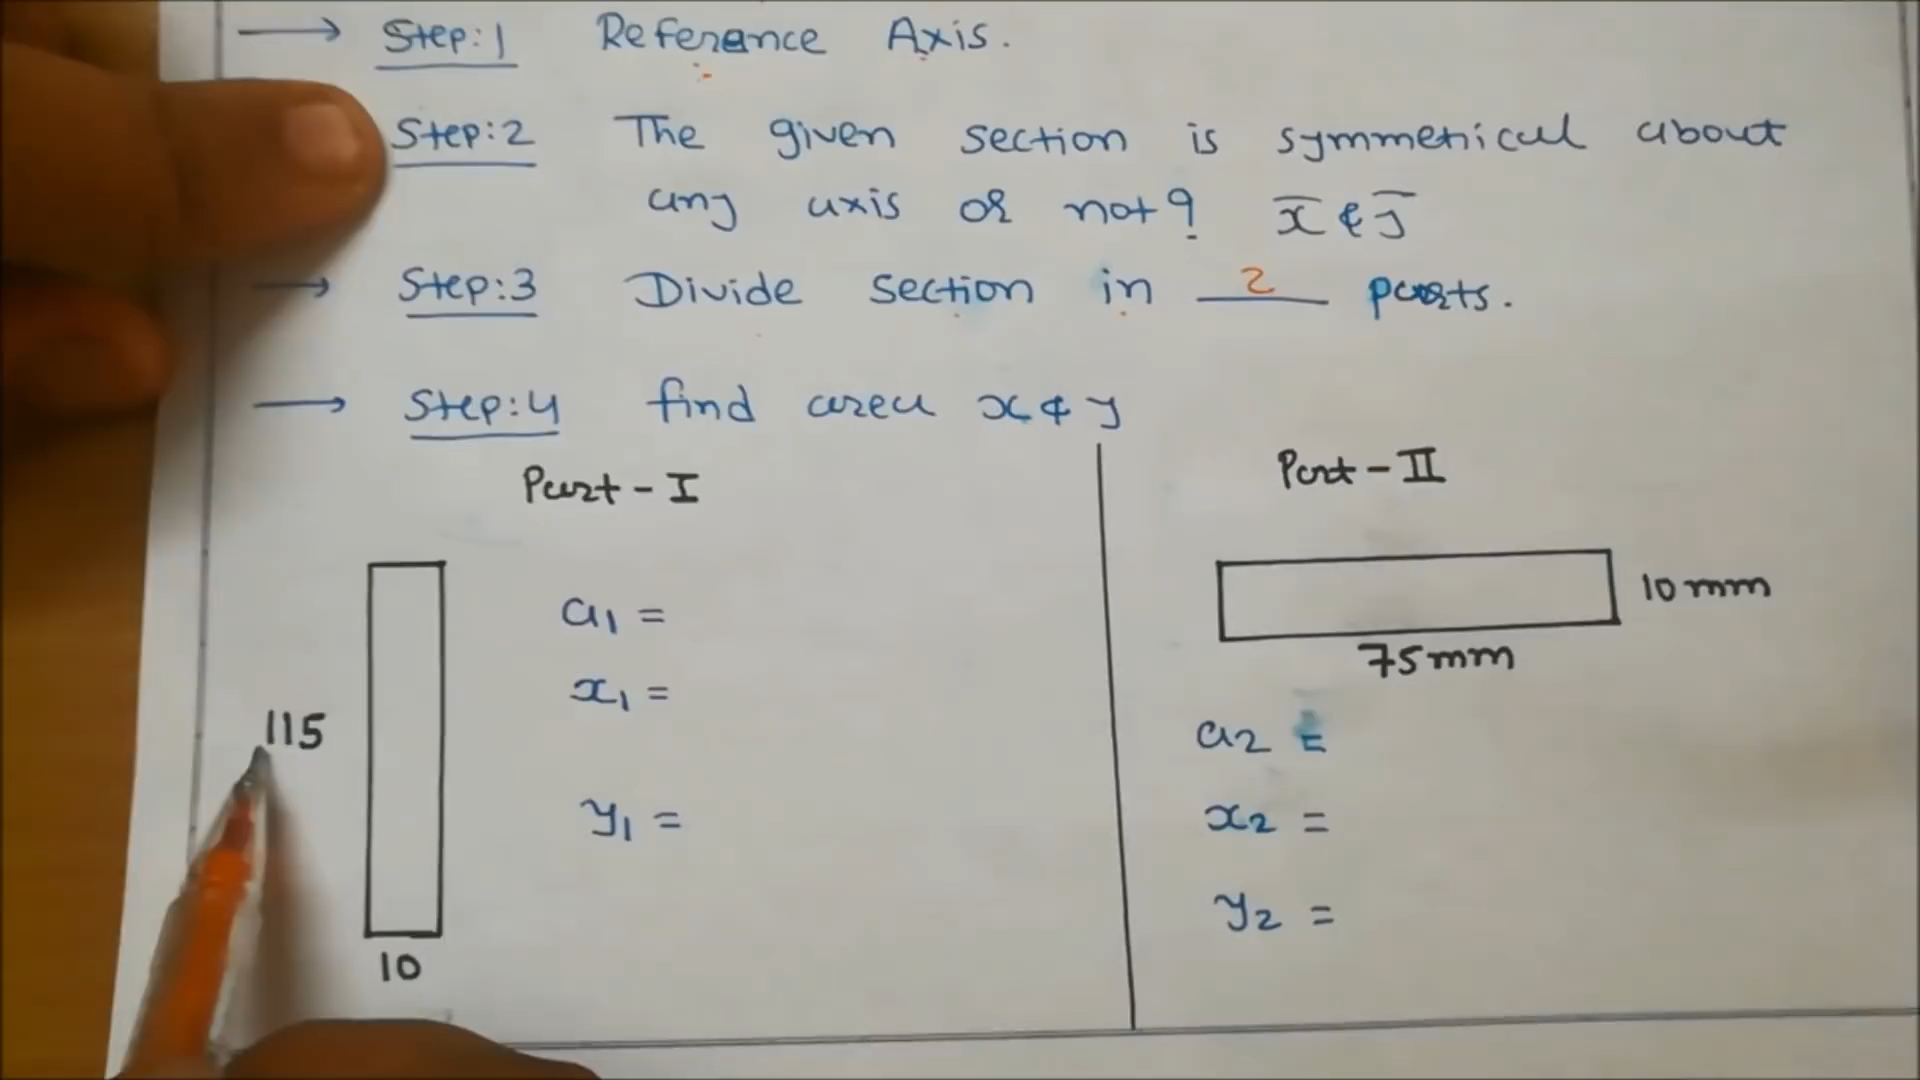 Step:1 Reference Axis.
Step:2 The given section is symmetrical about
any axis or not? x̅ & y̅
Step:3 Divide section in 2 parts.
Step:4 find area x & y
Part - I
Part - II
a1 =
x1 =
y1 =
115
10
10 mm
75 mm
a2 =
x2 =
y2 =